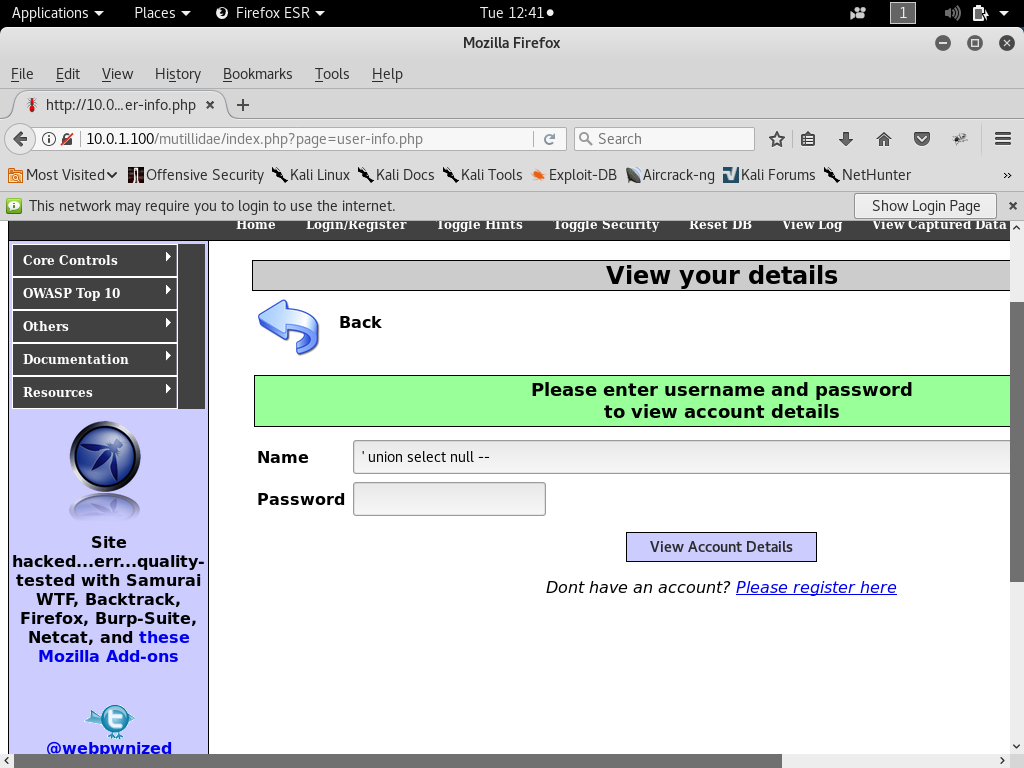 Applications Places Firefox ESR Tue 12:41 1
Mozilla Firefox
File Edit View History Bookmarks Tools Help
http://10.0...er-info.php
10.0.1.100/mutillidae/index.php?page=user-info.php Search
Most Visited Offensive Security Kali Linux Kali Docs Kali Tools Exploit-DB Aircrack-ng Kali Forums NetHunter »
This network may require you to login to use the internet. Show Login Page
Home Login/Register Toggle Hints Toggle Security Reset DB View Log View Captured Data
Core Controls
OWASP Top 10
Others
Documentation
Resources
Site
hacked...err...quality-
tested with Samurai
WTF, Backtrack,
Firefox, Burp-Suite,
Netcat, and these
Mozilla Add-ons
@webpwnized
View your details
Back
Please enter username and password
to view account details
Name ' union select null --
Password
View Account Details
Dont have an account? Please register here